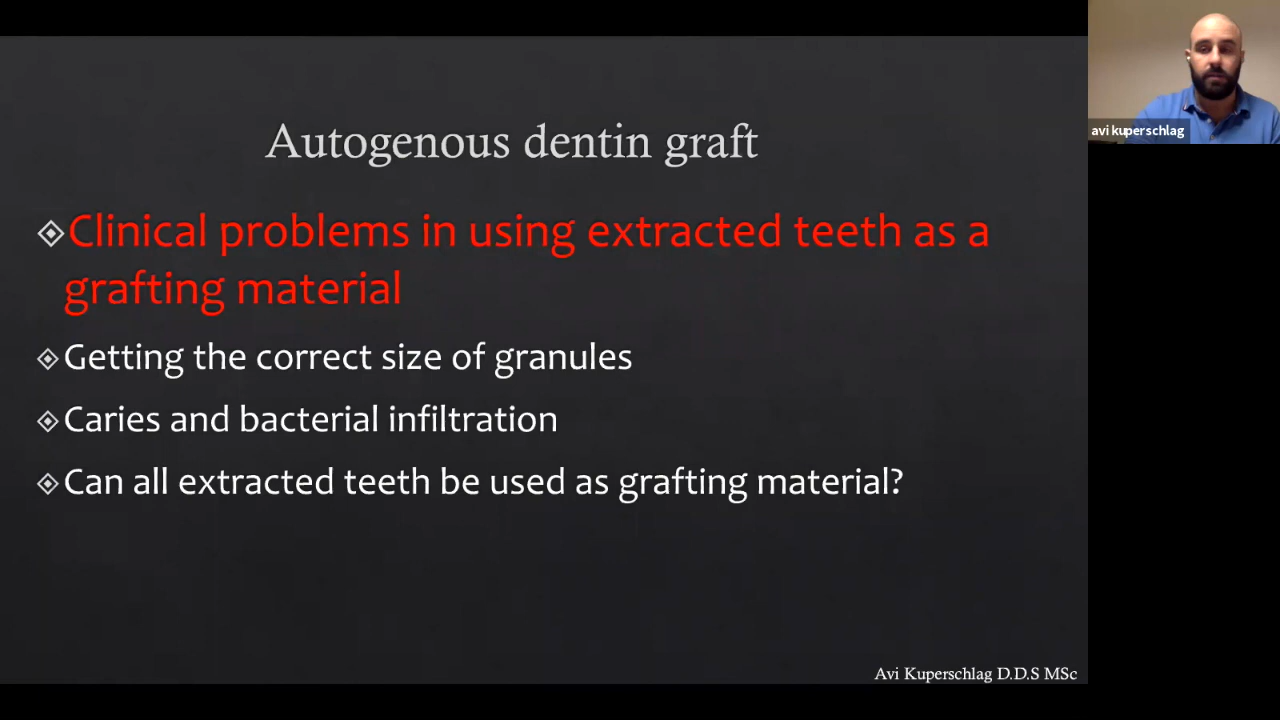 Autogenous dentin graft
Clinical problems in using extracted teeth as a
grafting material
Getting the correct size of granules
Caries and bacterial infiltration
Can all extracted teeth be used as grafting material?
Avi Kuperschlag D.D.S MSc
avi kuperschlag